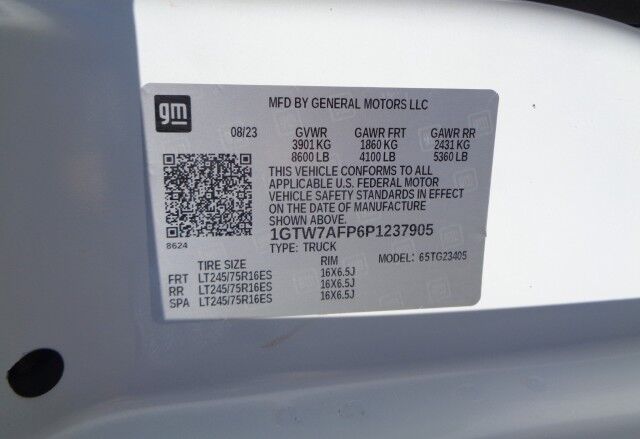 gm
MFD BY GENERAL MOTORS LLC
08/23 GVWR GAWR FRT GAWR RR
3901 KG 1860 KG 2431 KG
8600 LB 4100 LB 5360 LB
THIS VEHICLE CONFORMS TO ALL
APPLICABLE U.S. FEDERAL MOTOR
VEHICLE SAFETY STANDARDS IN EFFECT
ON THE DATE OF MANUFACTURE
SHOWN ABOVE.
8624
1GTW7AFP6P1237905
TYPE: TRUCK MODEL: 65TG23405
TIRE SIZE RIM
FRT LT245/75R16ES 16X6.5J
RR LT245/75R16ES 16X6.5J
SPA LT245/75R16ES 16X6.5J